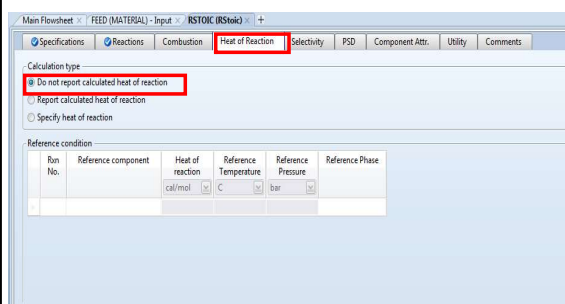 Main Flowsheet × FEED (MATERIAL) - Input × RSTOIC (RStoic) × +
Specifications Reactions Combustion Heat of Reaction Selectivity PSD Component Attr. Utility Comments
Calculation type
Do not report calculated heat of reaction
Report calculated heat of reaction
Specify heat of reaction
Reference condition
Rxn No. Reference component Heat of reaction Reference Temperature Reference Pressure Reference Phase
cal/mol C bar